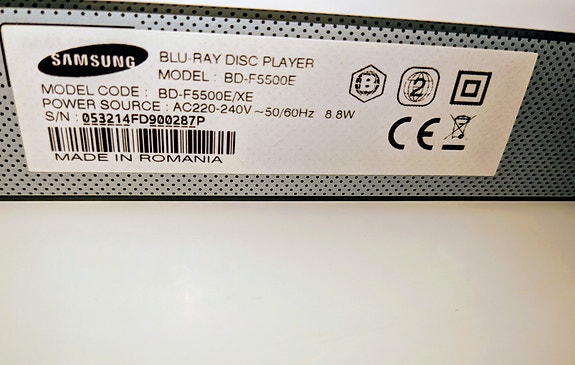 SAMSUNG
BLU-RAY DISC PLAYER
MODEL : BD-F5500E
MODEL CODE : BD-F5500E/XE
POWER SOURCE : AC220-240V ~ 50/60Hz 8.8W
S/N : 053214FD900287P
MADE IN ROMANIA
B
2
CE